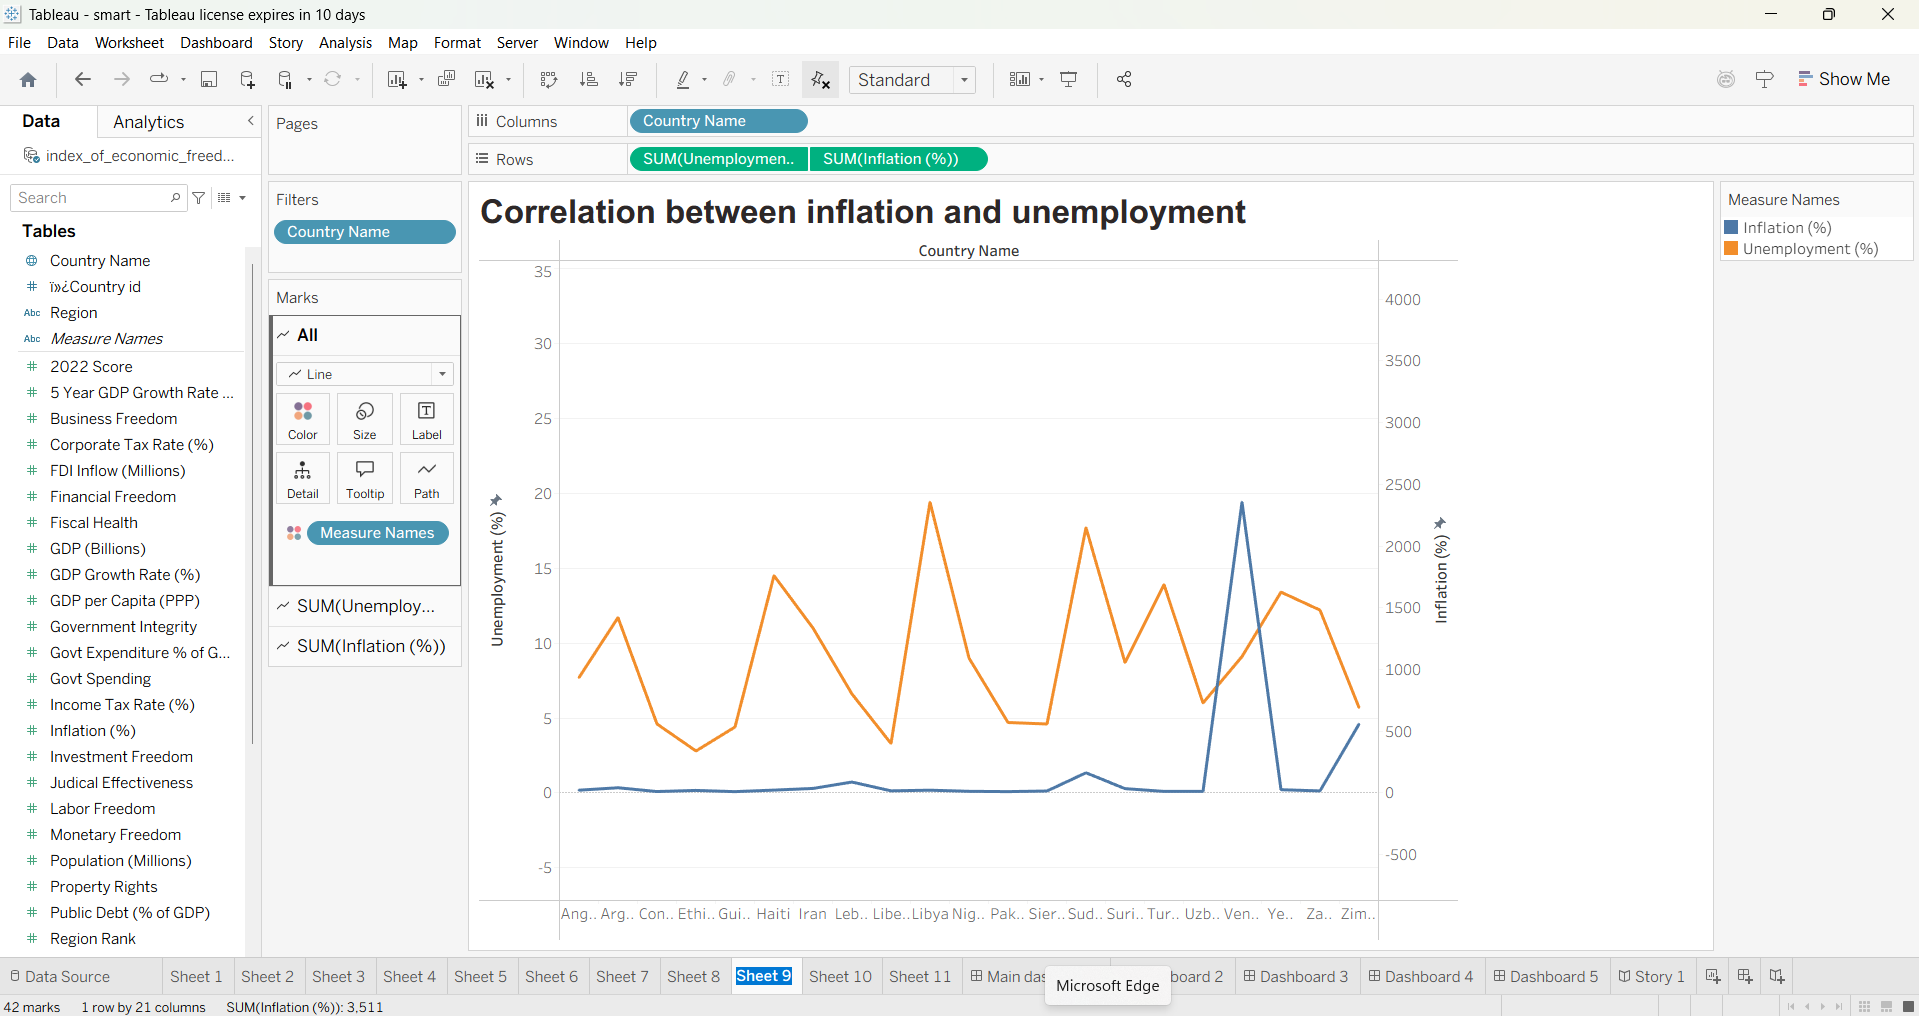 Tableau - smart - Tableau license expires in 10 days
File Data Worksheet Dashboard Story Analysis Map Format Server Window Help
Standard
Show Me
Data
Analytics
index_of_economic_freed...
Search
Tables
Country Name
ï»¿Country id
Region
Measure Names
2022 Score
5 Year GDP Growth Rate ...
Business Freedom
Corporate Tax Rate (%)
FDI Inflow (Millions)
Financial Freedom
Fiscal Health
GDP (Billions)
GDP Growth Rate (%)
GDP per Capita (PPP)
Government Integrity
Govt Expenditure % of G...
Govt Spending
Income Tax Rate (%)
Inflation (%)
Investment Freedom
Judical Effectiveness
Labor Freedom
Monetary Freedom
Population (Millions)
Property Rights
Public Debt (% of GDP)
Region Rank
Pages
Filters
Country Name
Marks
All
Line
Color Size Label
Detail Tooltip Path
Measure Names
SUM(Unemploy...
SUM(Inflation (%))
Columns Country Name
Rows SUM(Unemploymen.. SUM(Inflation (%))
Correlation between inflation and unemployment
Country Name
35
30
25
20
15
10
5
0
-5
Unemployment (%)
4000
3500
3000
2500
2000
1500
1000
500
0
-500
Inflation (%)
Ang.. Arg.. Con.. Ethi.. Gui.. Haiti Iran Leb.. Libe.. Libya Nig.. Pak.. Sier.. Sud.. Suri.. Tur.. Uzb.. Ven.. Ye.. Za.. Zim..
Measure Names
Inflation (%)
Unemployment (%)
Data Source Sheet 1 Sheet 2 Sheet 3 Sheet 4 Sheet 5 Sheet 6 Sheet 7 Sheet 8 Sheet 9 Sheet 10 Sheet 11 Main das board 2 Dashboard 3 Dashboard 4 Dashboard 5 Story 1
Microsoft Edge
42 marks 1 row by 21 columns SUM(Inflation (%)): 3,511